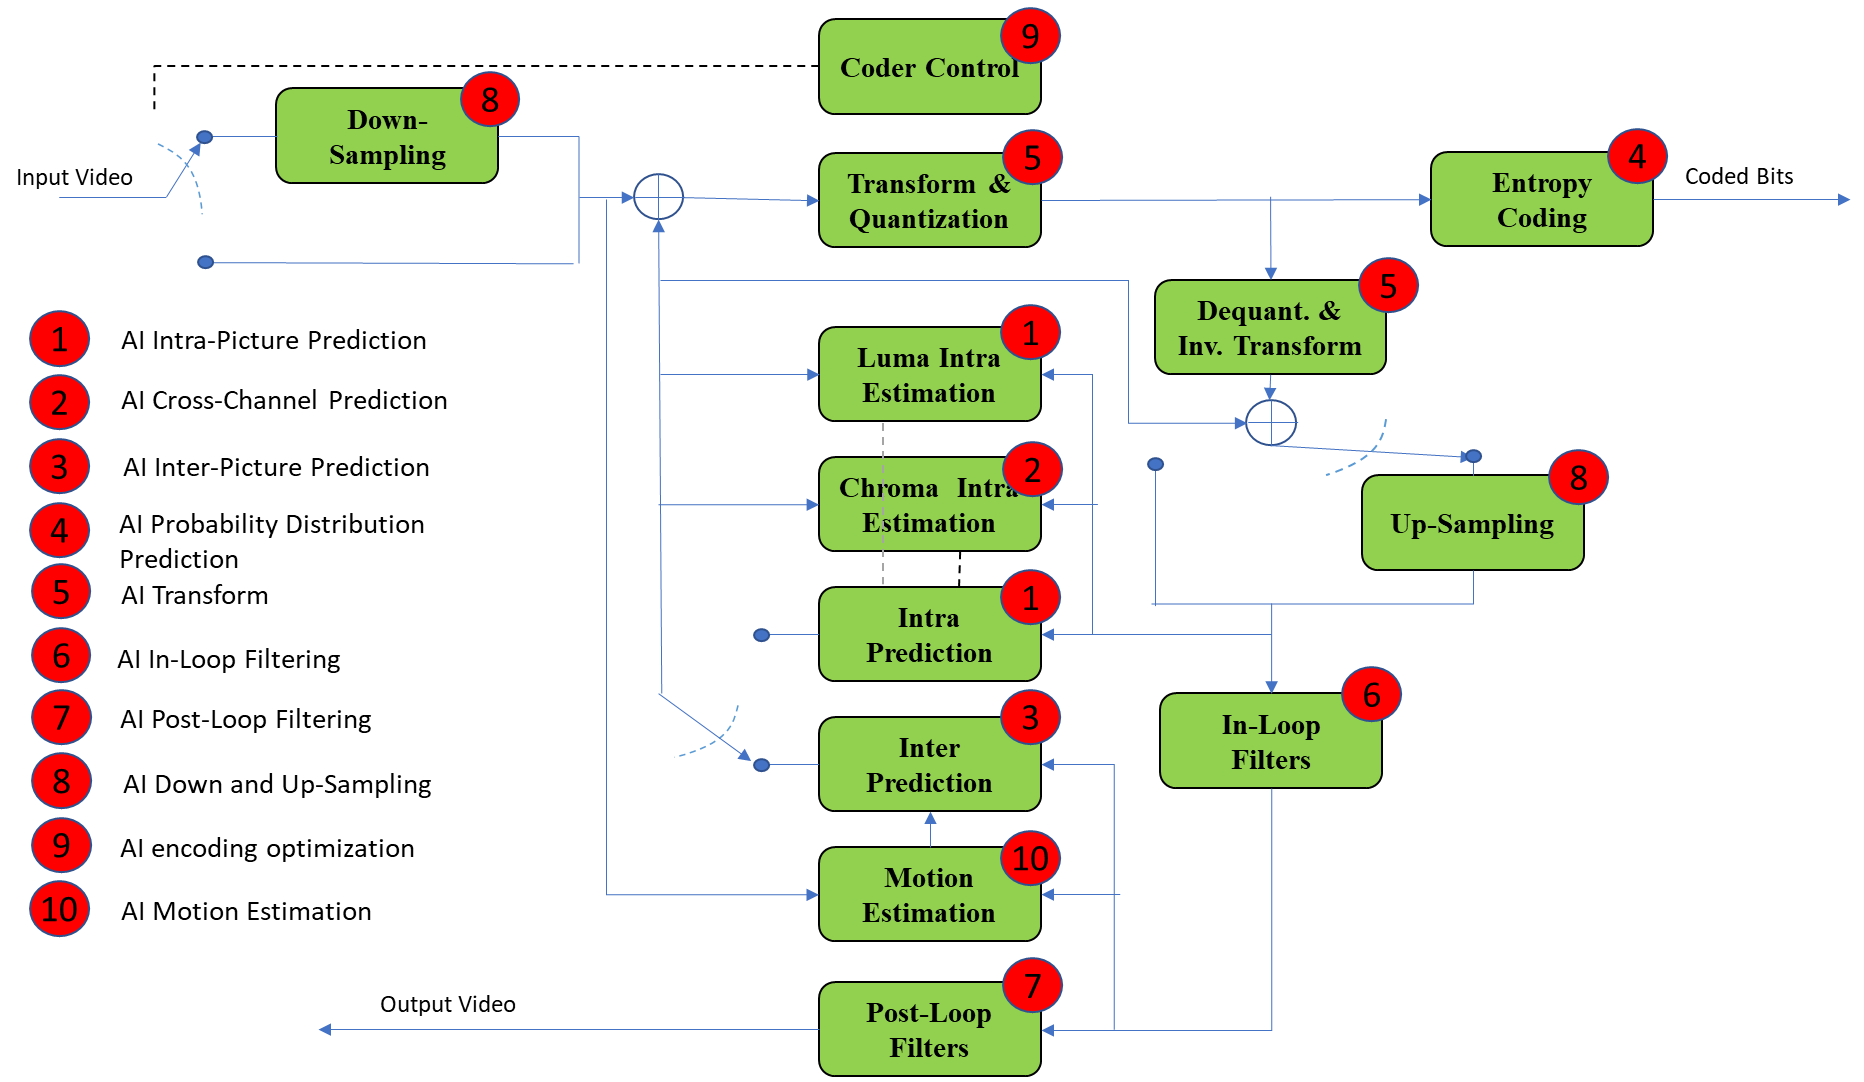 9
Coder Control
8
Down-
Sampling
5
Transform &
Quantization
4
Entropy
Coding
Input Video
Coded Bits
5
Dequant. &
Inv. Transform
1
Luma Intra
Estimation
2
Chroma Intra
Estimation
8
Up-Sampling
1
Intra
Prediction
6
In-Loop
Filters
3
Inter
Prediction
10
Motion
Estimation
7
Post-Loop
Filters
Output Video
1 AI Intra-Picture Prediction
2 AI Cross-Channel Prediction
3 AI Inter-Picture Prediction
4 AI Probability Distribution
Prediction
5 AI Transform
6 AI In-Loop Filtering
7 AI Post-Loop Filtering
8 AI Down and Up-Sampling
9 AI encoding optimization
10 AI Motion Estimation